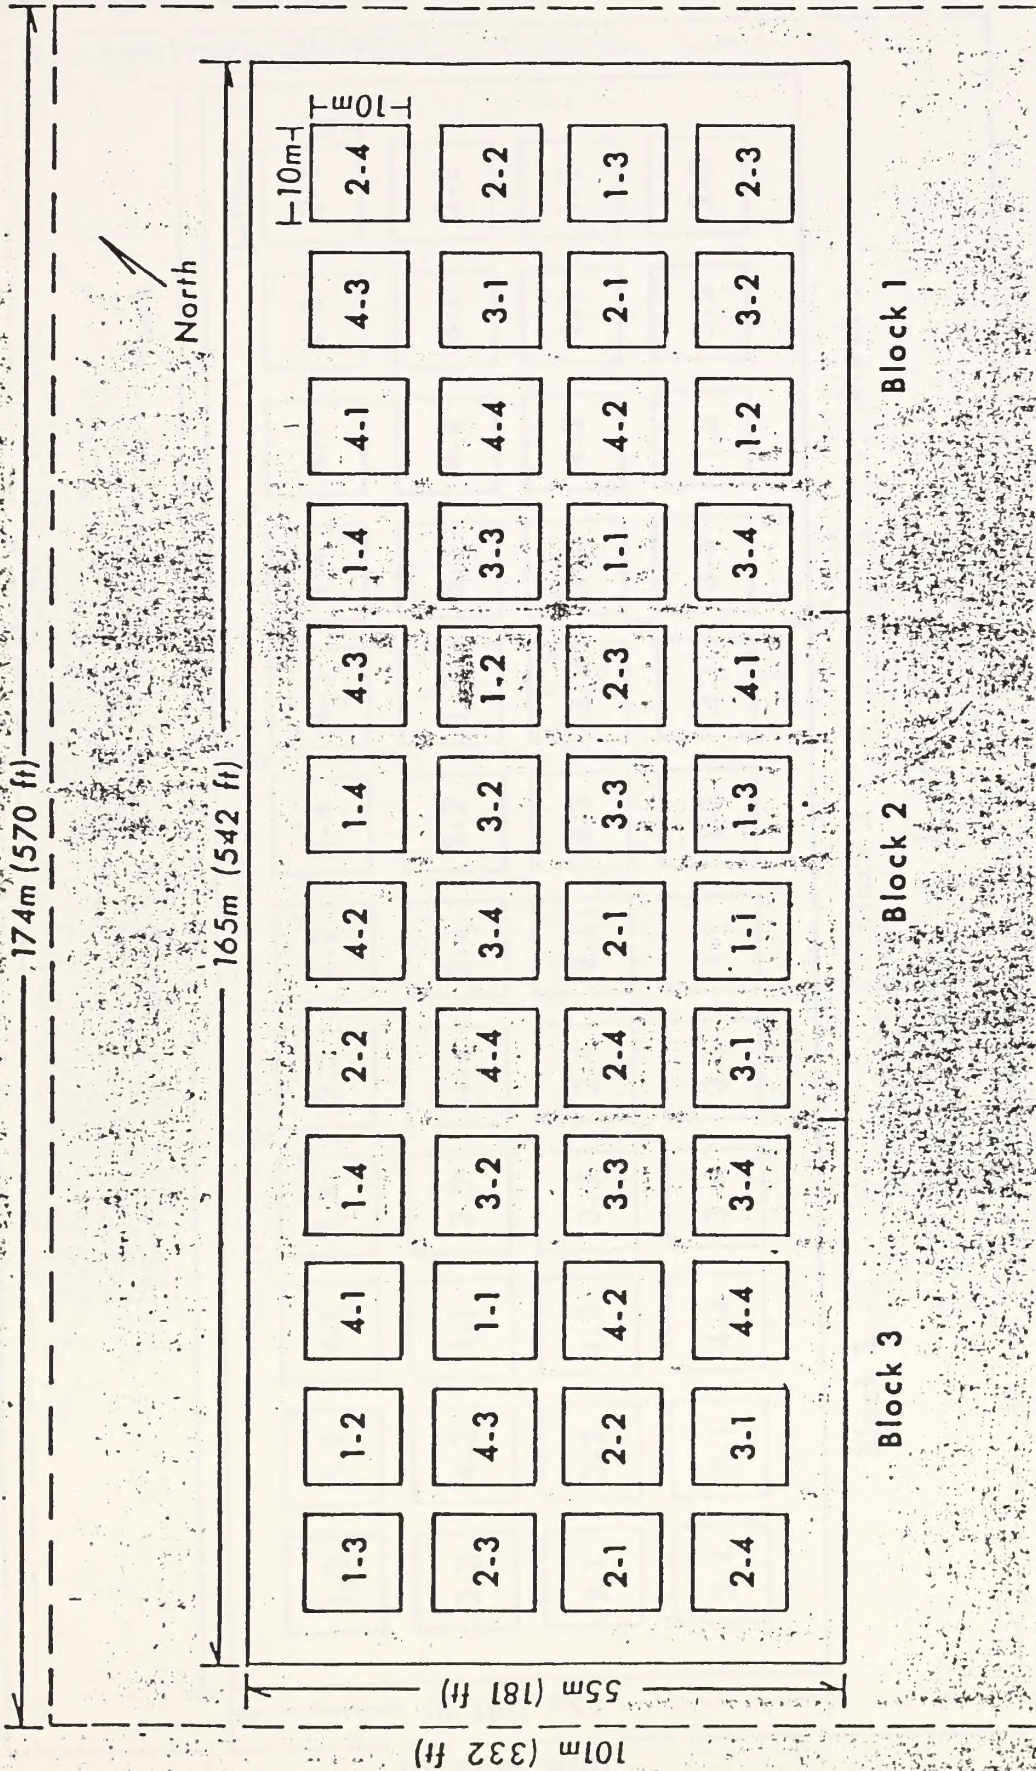 174m (570 ft)
North
165m (542 ft)
10m
10m
101m (332 ft)
55m (181 ft)
1-3 1-2 4-1 1-4 2-2 4-2 1-4 4-3 1-4 4-1 4-3 2-4
2-3 4-3 1-1 3-2 4-4 3-4 3-2 1-2 3-3 4-4 3-1 2-2
2-1 2-2 4-2 3-3 2-4 2-1 3-3 2-3 1-1 4-2 2-1 1-3
2-4 3-1 4-4 3-4 3-1 1-1 1-3 4-1 3-4 1-2 3-2 2-3
Block 3 Block 2 Block 1